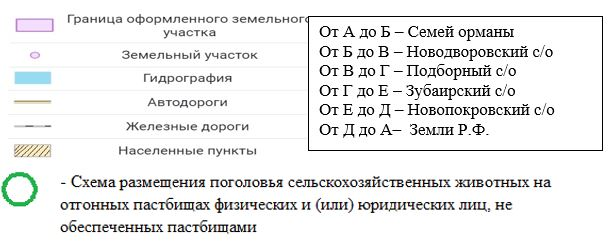 Граница оформленного земельного
участка
Земельный участок
Гидрография
Автодороги
Железные дороги
Населенные пункты
От А до Б – Семей орманы
От Б до В – Новодворовский с/о
От В до Г – Подборный с/о
От Г до Е – Зубаирский с/о
От Е до Д – Новопокровский с/о
От Д до А– Земли Р.Ф.
- Схема размещения поголовья сельскохозяйственных животных на
отгонных пастбищах физических и (или) юридических лиц, не
обеспеченных пастбищами